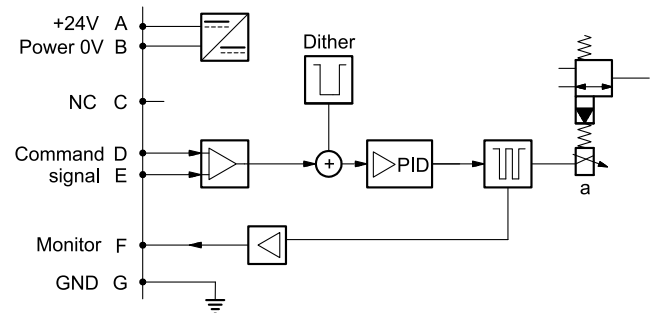 +24V A
Power 0V B
Dither
NC C
Command D
signal E
PID
a
Monitor F
GND G